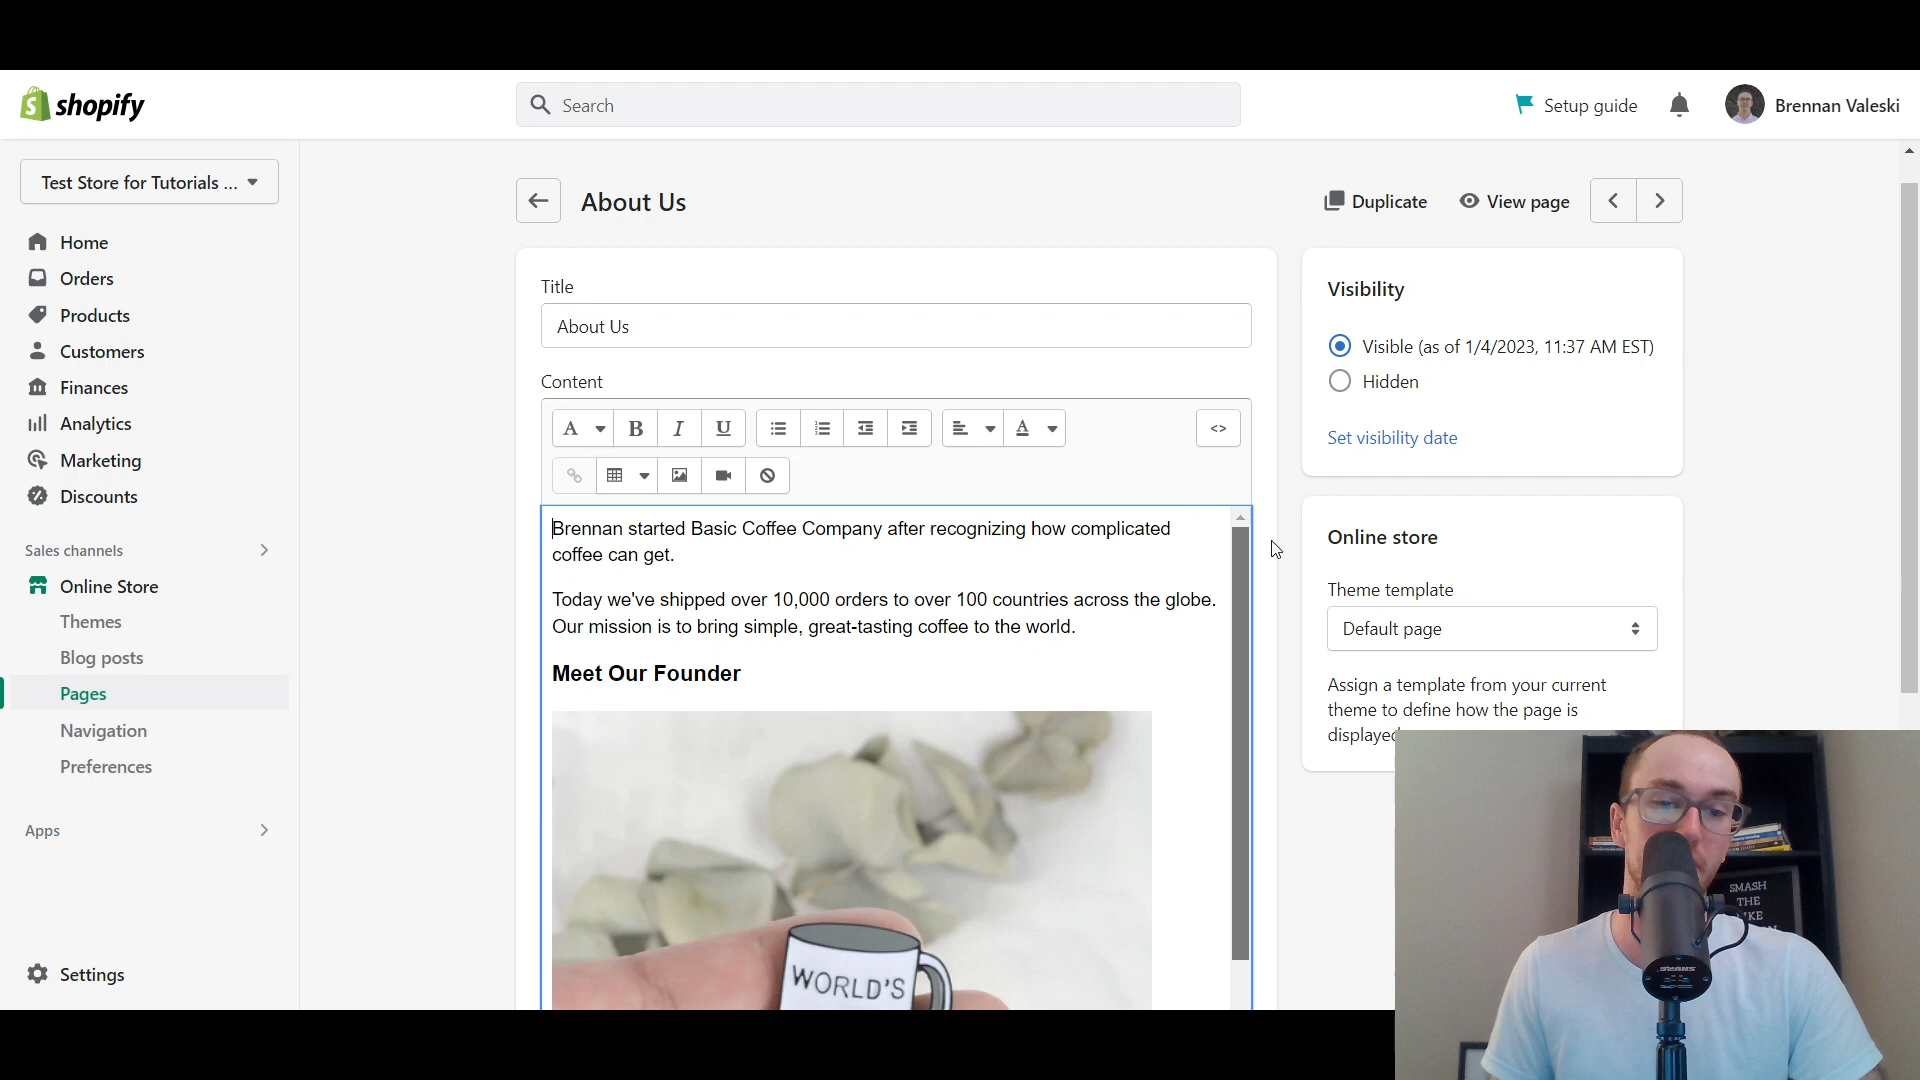 shopify
Search
Setup guide
Brennan Valeski
Test Store for Tutorials ...
Home
Orders
Products
Customers
Finances
Analytics
Marketing
Discounts
Sales channels
Online Store
Themes
Blog posts
Pages
Navigation
Preferences
Apps
Settings
About Us
Duplicate
View page
Title
About Us
Content
A
B
I
U
A
<>
Brennan started Basic Coffee Company after recognizing how complicated
coffee can get.
Today we've shipped over 10,000 orders to over 100 countries across the globe.
Our mission is to bring simple, great-tasting coffee to the world.
Meet Our Founder
WORLD'S
Visibility
Visible (as of 1/4/2023, 11:37 AM EST)
Hidden
Set visibility date
Online store
Theme template
Default page
Assign a template from your current
theme to define how the page is
displayed
SMASH
THE